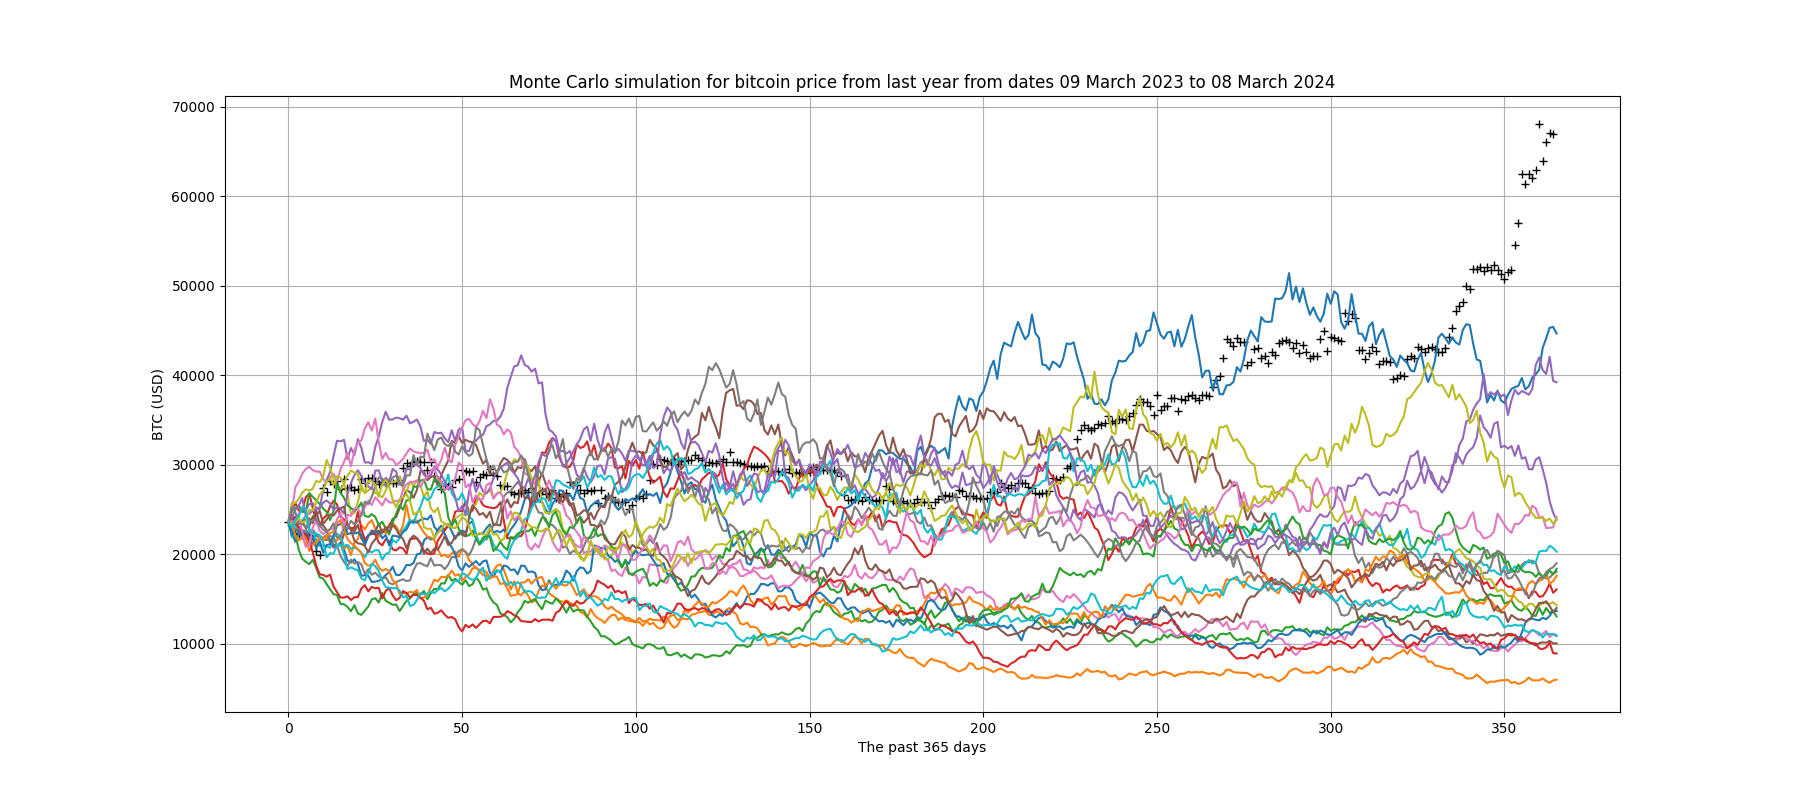 Monte Carlo simulation for bitcoin price from last year from dates 09 March 2023 to 08 March 2024
70000
60000
50000
40000
30000
20000
10000
BTC (USD)
0 50 100 150 200 250 300 350
The past 365 days